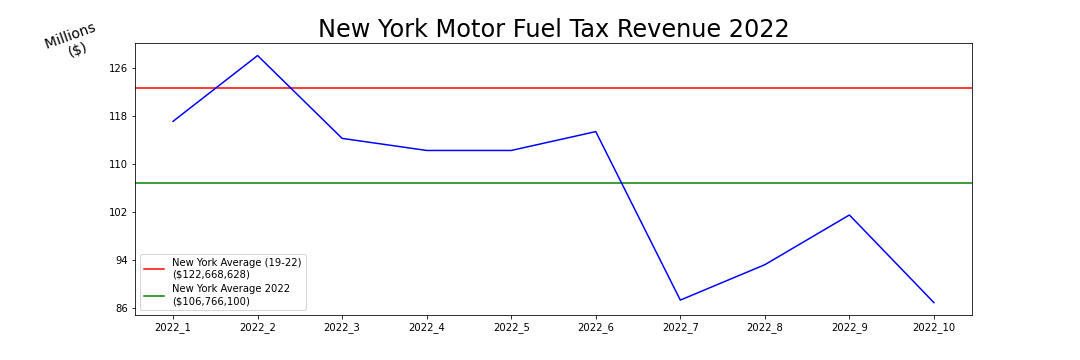 New York Motor Fuel Tax Revenue 2022
Millions
($)
126
118
110
102
94
86
New York Average (19-22)
($122,668,628)
New York Average 2022
($106,766,100)
2022_1 2022_2 2022_3 2022_4 2022_5 2022_6 2022_7 2022_8 2022_9 2022_10